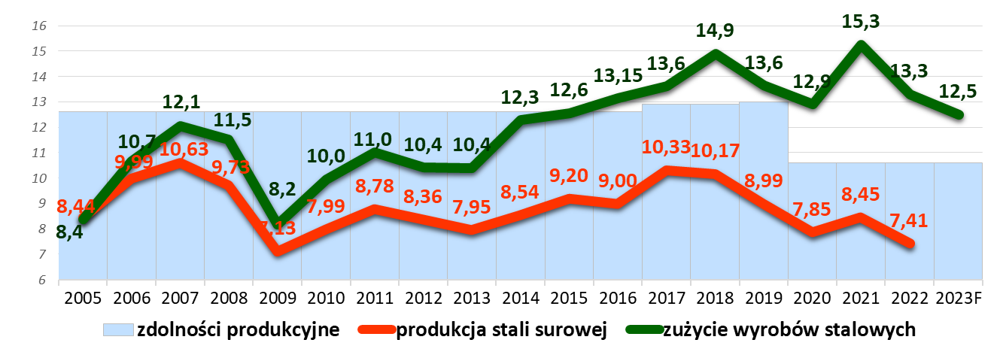 16
15
14
13
12
11
10
9
8
7
6
8,4 10,7 12,1 11,5 8,2 10,0 11,0 10,4 10,4 12,3 12,6 13,15 13,6 14,9 13,6 12,9 15,3 13,3 12,5
8,44 9,99 10,63 9,73 7,13 7,99 8,78 8,36 7,95 8,54 9,20 9,00 10,33 10,17 8,99 7,85 8,45 7,41
2005 2006 2007 2008 2009 2010 2011 2012 2013 2014 2015 2016 2017 2018 2019 2020 2021 2022 2023F
zdolności produkcyjne produkcja stali surowej zużycie wyrobów stalowych